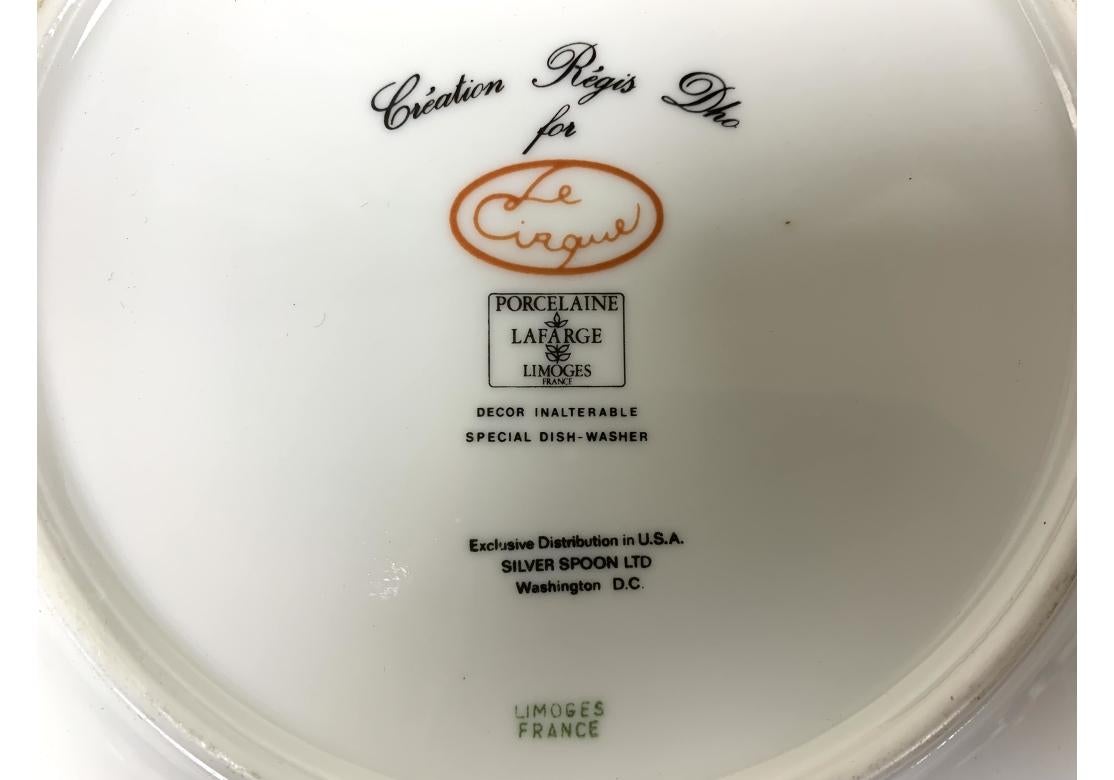 Création Régis Dho
for
Le
Cirque
PORCELAINE
LAFARGE
LIMOGES
FRANCE
DECOR INALTERABLE
SPECIAL DISH-WASHER
Exclusive Distribution in U.S.A.
SILVER SPOON LTD
Washington D.C.
LIMOGES
FRANCE